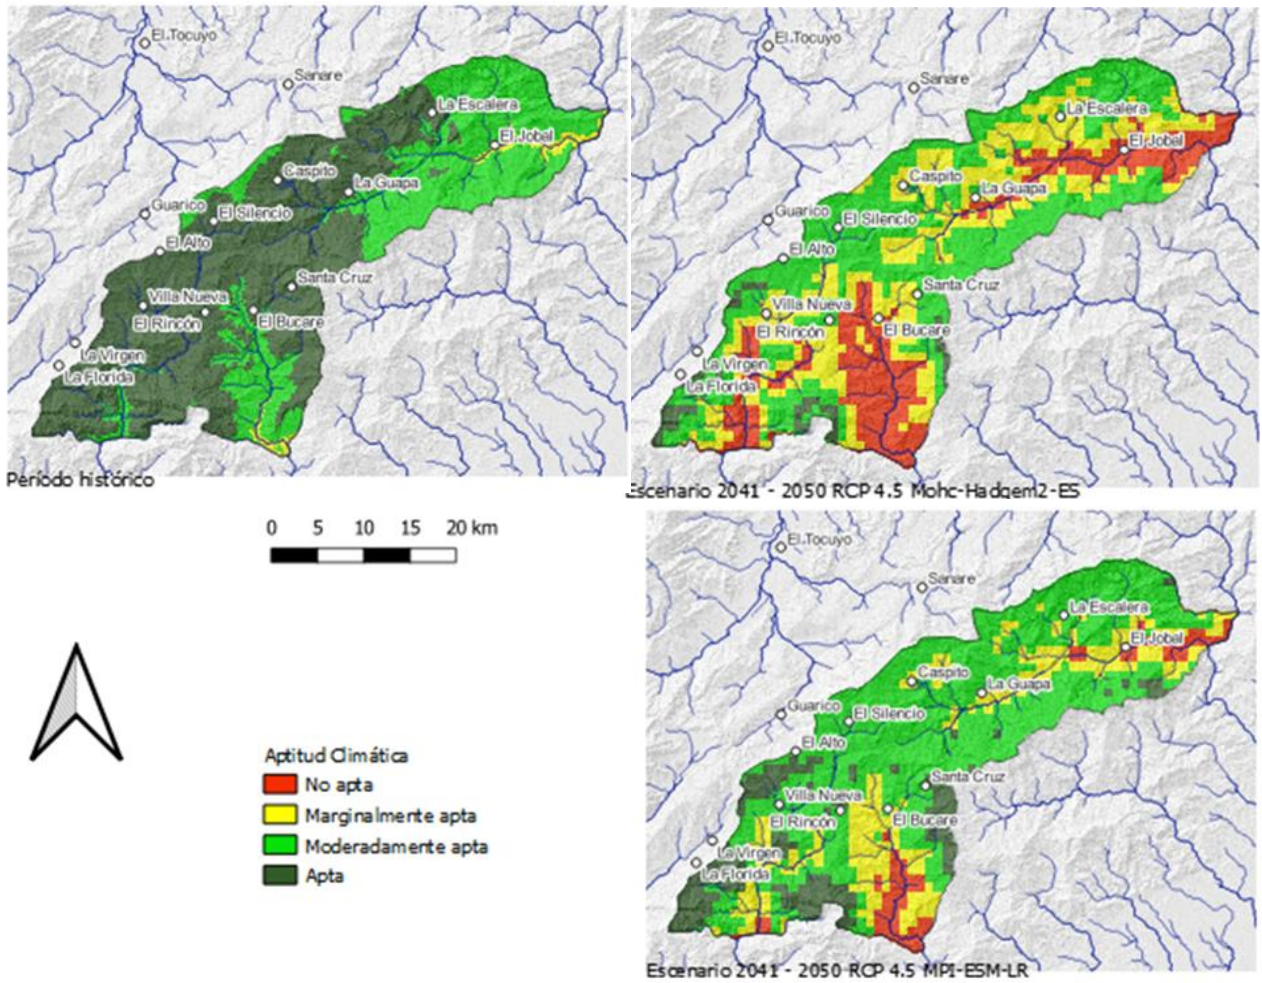 El Tocuyo
Sanare
La Escalera
El Jobal
Caspito
La Guapa
Guarico
El Silencio
El Alto
Santa Cruz
Villa Nueva
El Rincón
El Bucare
La Virgen
La Florida
Período histórico
El Tocuyo
Sanare
La Escalera
El Jobal
Caspito
La Guapa
Guarico
El Silencio
El Alto
Santa Cruz
Villa Nueva
El Rincón
El Bucare
La Virgen
La Florida
Escenario 2041 - 2050 RCP 4.5 Mohc-Hadgem2-ES
0 5 10 15 20 km
Aptitud Climática
No apta
Marginalmente apta
Moderadamente apta
Apta
El Tocuyo
Sanare
La Escalera
El Jobal
Caspito
La Guapa
Guarico
El Silencio
El Alto
Santa Cruz
Villa Nueva
El Rincón
El Bucare
La Virgen
La Florida
Escenario 2041 - 2050 RCP 4.5 MPI-ESM-LR